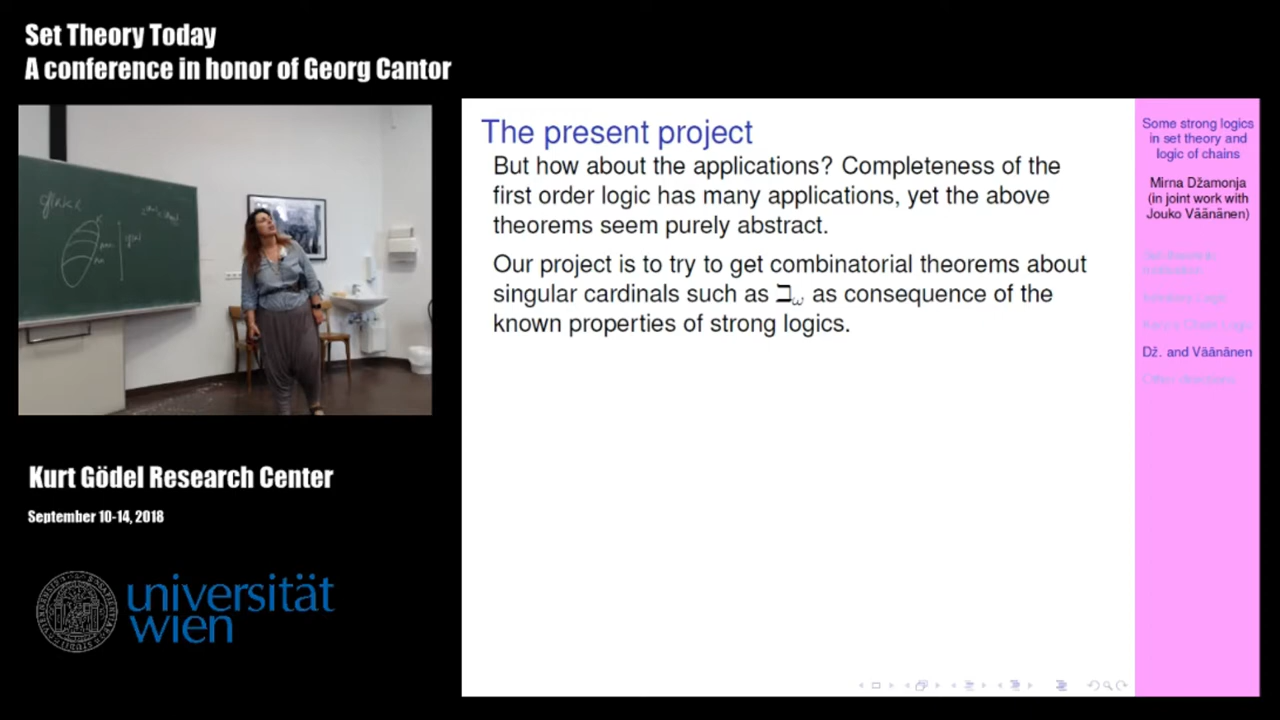 Set Theory Today
A conference in honor of Georg Cantor
The present project
But how about the applications? Completeness of the
first order logic has many applications, yet the above
theorems seem purely abstract.
Our project is to try to get combinatorial theorems about
singular cardinals such as ℶω as consequence of the
known properties of strong logics.
Some strong logics
in set theory and
logic of chains
Mirna Džamonja
(in joint work with
Jouko Väänänen)
Dž. and Väänänen
Other directions
Kurt Gödel Research Center
September 10-14, 2018
universität
wien